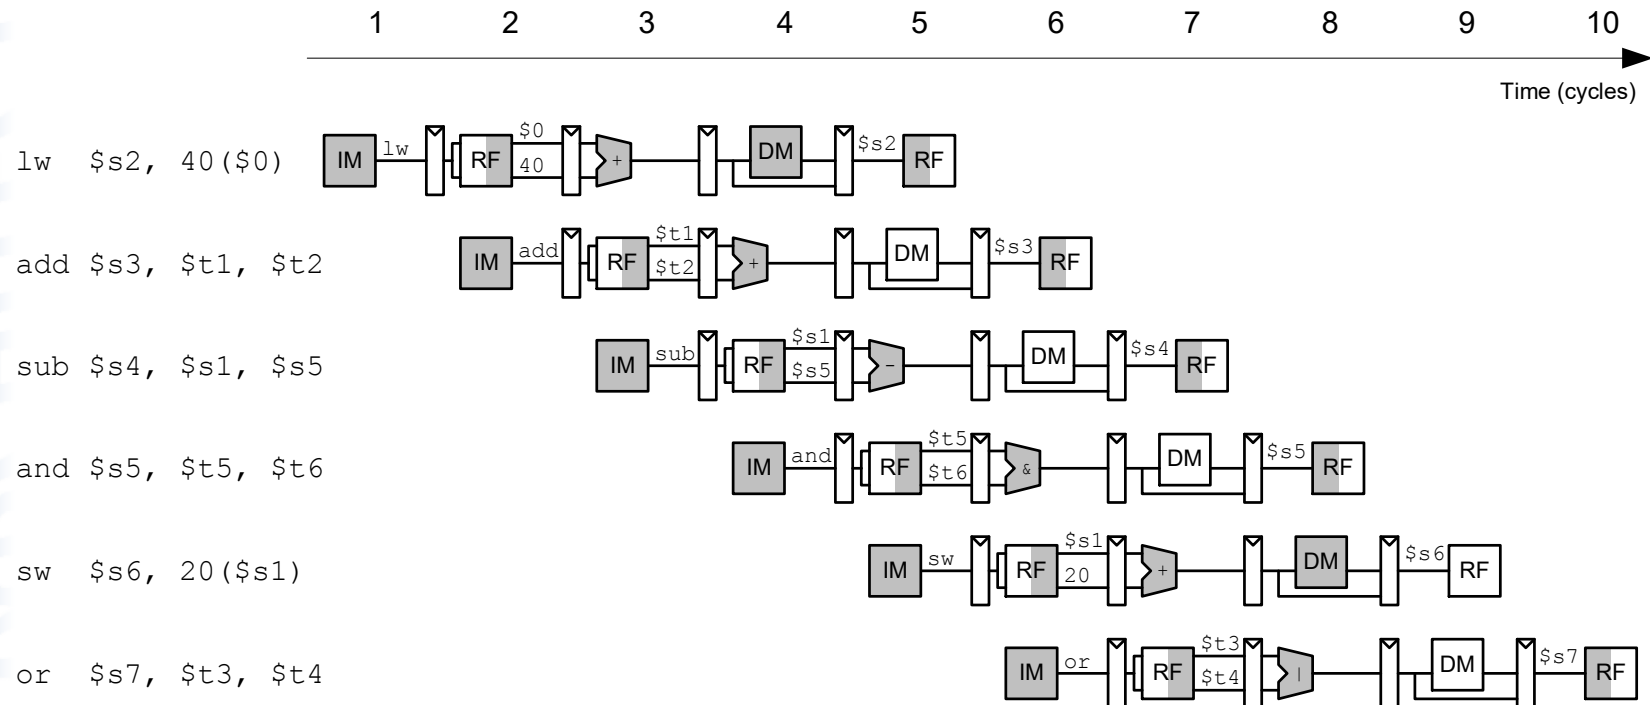 1 2 3 4 5 6 7 8 9 10
Time (cycles)
$0
lw $s2, 40($0) IM lw RF 40 + DM $s2 RF
$t1
add $s3, $t1, $t2 IM add RF $t2 + DM $s3 RF
$s1
sub $s4, $s1, $s5 IM sub RF $s5 - DM $s4 RF
$t5
and $s5, $t5, $t6 IM and RF $t6 & DM $s5 RF
$s1
sw $s6, 20($s1) IM sw RF 20 + DM $s6 RF
$t3
or $s7, $t3, $t4 IM or RF $t4 | DM $s7 RF